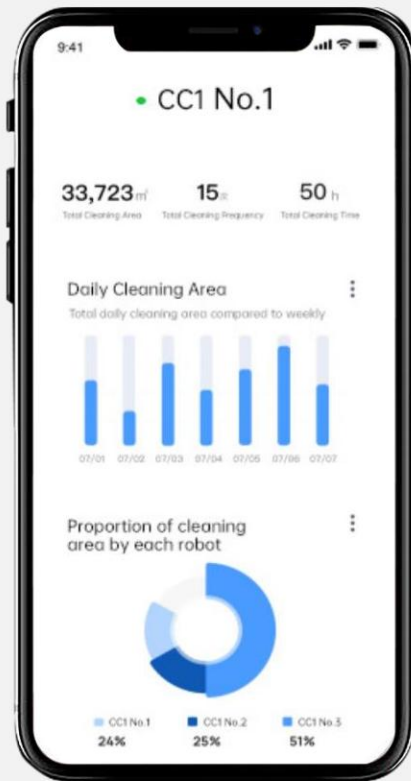 9:41
CC1 No.1
33,723㎡ 15次 50 h
Total Cleaning Area Total Cleaning Frequency Total Cleaning Time
Daily Cleaning Area
Total daily cleaning area compared to weekly
07/01 07/02 07/03 07/04 07/05 07/06 07/07
Proportion of cleaning
area by each robot
CC1 No.1 CC1 No.2 CC1 No.3
24% 25% 51%